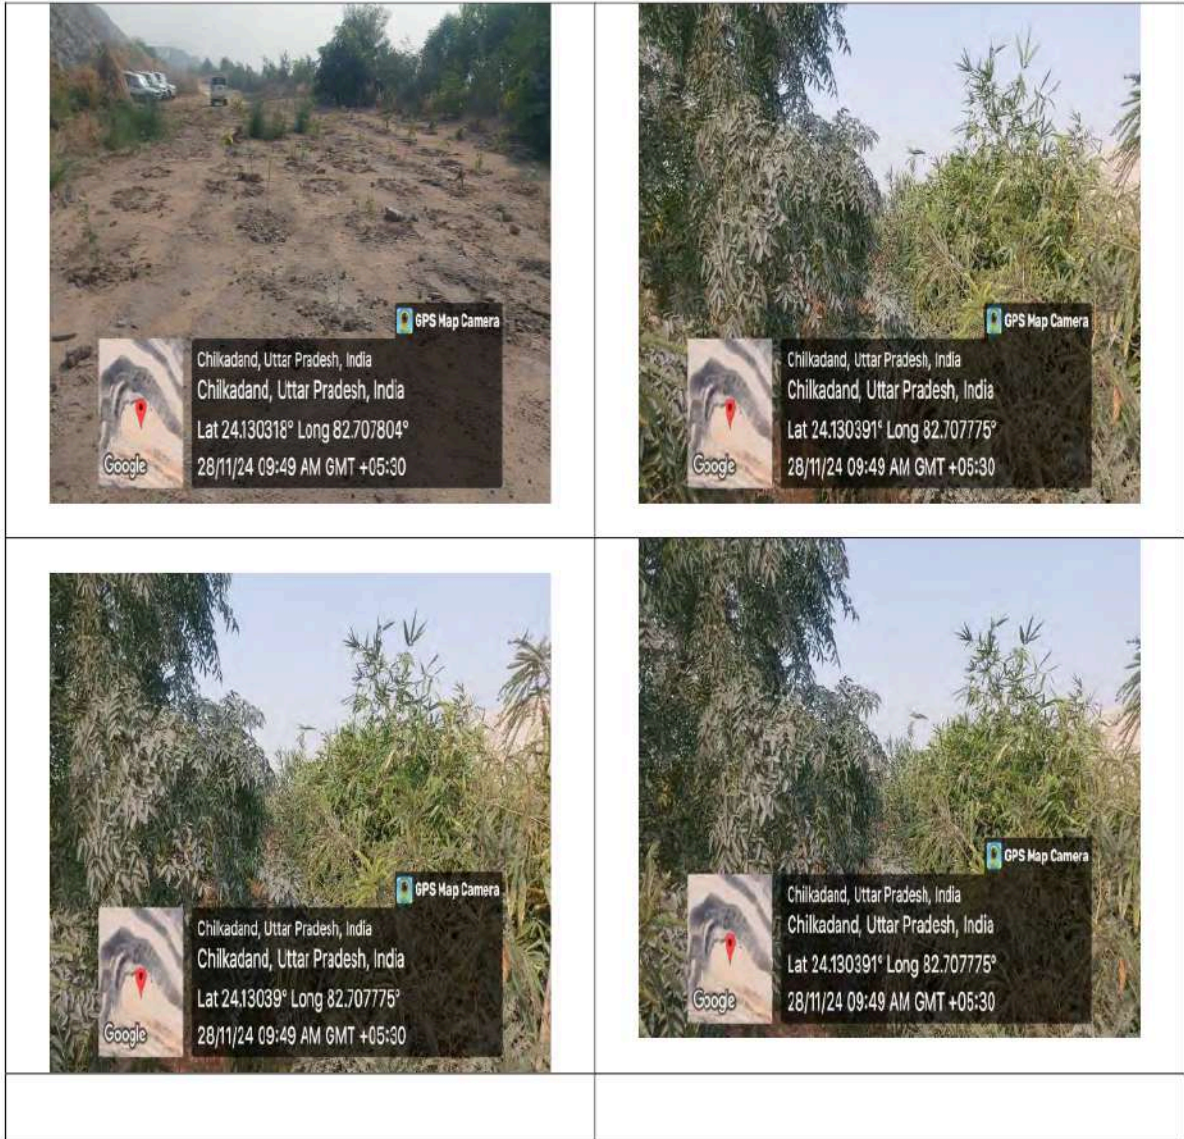 GPS Map Camera
Chilkadand, Uttar Pradesh, India
Chilkadand, Uttar Pradesh, India
Lat 24.130318° Long 82.707804°
28/11/24 09:49 AM GMT +05:30
Google
GPS Map Camera
Chilkadand, Uttar Pradesh, India
Chilkadand, Uttar Pradesh, India
Lat 24.130391° Long 82.707775°
28/11/24 09:49 AM GMT +05:30
Google
GPS Map Camera
Chilkadand, Uttar Pradesh, India
Chilkadand, Uttar Pradesh, India
Lat 24.13039° Long 82.707775°
28/11/24 09:49 AM GMT +05:30
Google
GPS Map Camera
Chilkadand, Uttar Pradesh, India
Chilkadand, Uttar Pradesh, India
Lat 24.130391° Long 82.707775°
28/11/24 09:49 AM GMT +05:30
Google